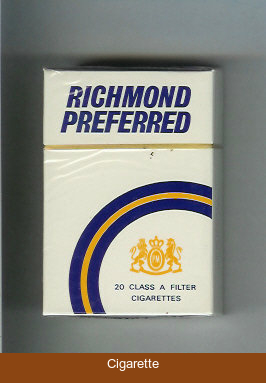 RICHMOND
PREFERRED
20 CLASS A FILTER
CIGARETTES
Cigarette